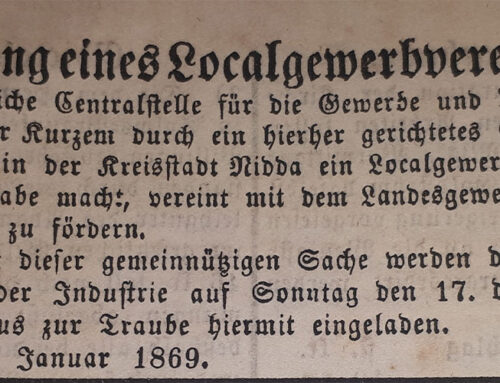 ng eines Localgewerbvere
iche Centralstelle für die Gewerbe und
r Kurzem durch ein hierher gerichtetes
in der Kreisstadt Nidda ein Localgewer
abe macht, vereint mit dem Landesgewe
zu fördern.
dieser gemeinnützigen Sache werden d
der Industrie auf Sonntag den 17. d
us zur Traube hiermit eingeladen.
Januar 1869.